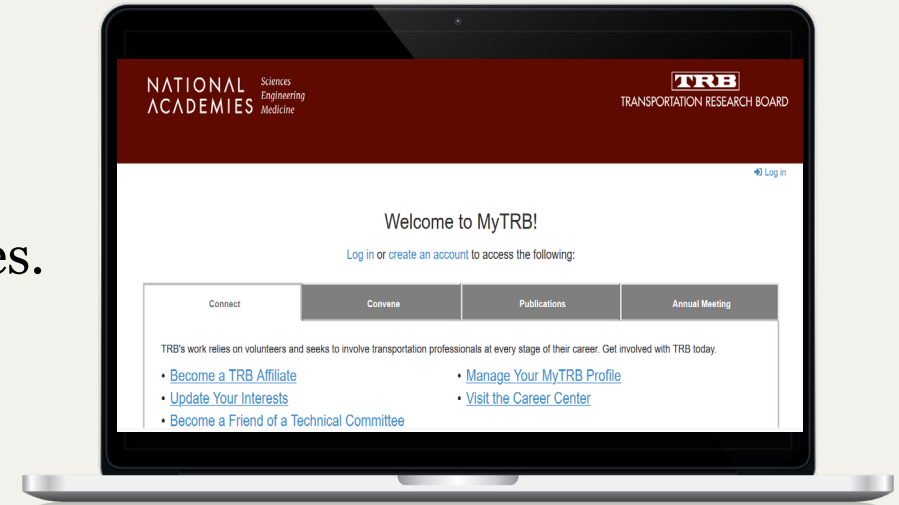 NATIONAL
ACADEMIES
Sciences
Engineering
Medicine
TRB
TRANSPORTATION RESEARCH BOARD
Log in
Welcome to MyTRB!
es.
Log in or create an account to access the following:
Connect Convene Publications Annual Meeting
TRB's work relies on volunteers and seeks to involve transportation professionals at every stage of their career. Get involved with TRB today.
• Become a TRB Affiliate
• Update Your Interests
• Become a Friend of a Technical Committee
• Manage Your MyTRB Profile
• Visit the Career Center